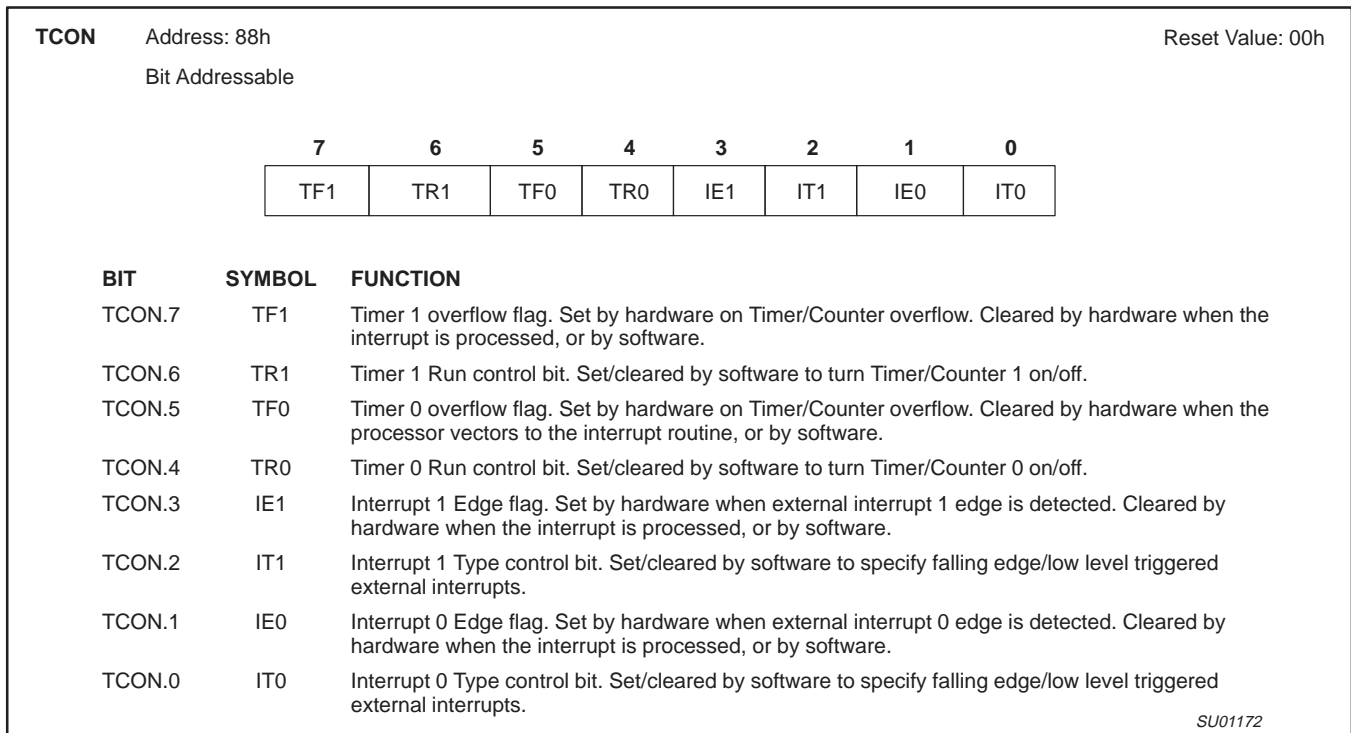 TCON Address: 88h Reset Value: 00h
Bit Addressable
7 6 5 4 3 2 1 0
TF1 TR1 TF0 TR0 IE1 IT1 IE0 IT0
BIT SYMBOL FUNCTION
TCON.7 TF1 Timer 1 overflow flag. Set by hardware on Timer/Counter overflow. Cleared by hardware when the
interrupt is processed, or by software.
TCON.6 TR1 Timer 1 Run control bit. Set/cleared by software to turn Timer/Counter 1 on/off.
TCON.5 TF0 Timer 0 overflow flag. Set by hardware on Timer/Counter overflow. Cleared by hardware when the
processor vectors to the interrupt routine, or by software.
TCON.4 TR0 Timer 0 Run control bit. Set/cleared by software to turn Timer/Counter 0 on/off.
TCON.3 IE1 Interrupt 1 Edge flag. Set by hardware when external interrupt 1 edge is detected. Cleared by
hardware when the interrupt is processed, or by software.
TCON.2 IT1 Interrupt 1 Type control bit. Set/cleared by software to specify falling edge/low level triggered
external interrupts.
TCON.1 IE0 Interrupt 0 Edge flag. Set by hardware when external interrupt 0 edge is detected. Cleared by
hardware when the interrupt is processed, or by software.
TCON.0 IT0 Interrupt 0 Type control bit. Set/cleared by software to specify falling edge/low level triggered
external interrupts.
SU01172